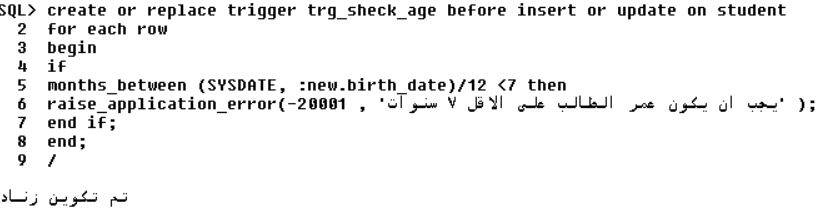 SQL> create or replace trigger trg_sheck_age before insert or update on student
2 for each row
3 begin
4 if
5 months_between (SYSDATE, :new.birth_date)/12 <7 then
6 raise_application_error(-20001 , 'يجب ان يكون عمر الطالب على الاقل ٧ سنوات' );
7 end if;
8 end;
9 /
تم تكوين زناد